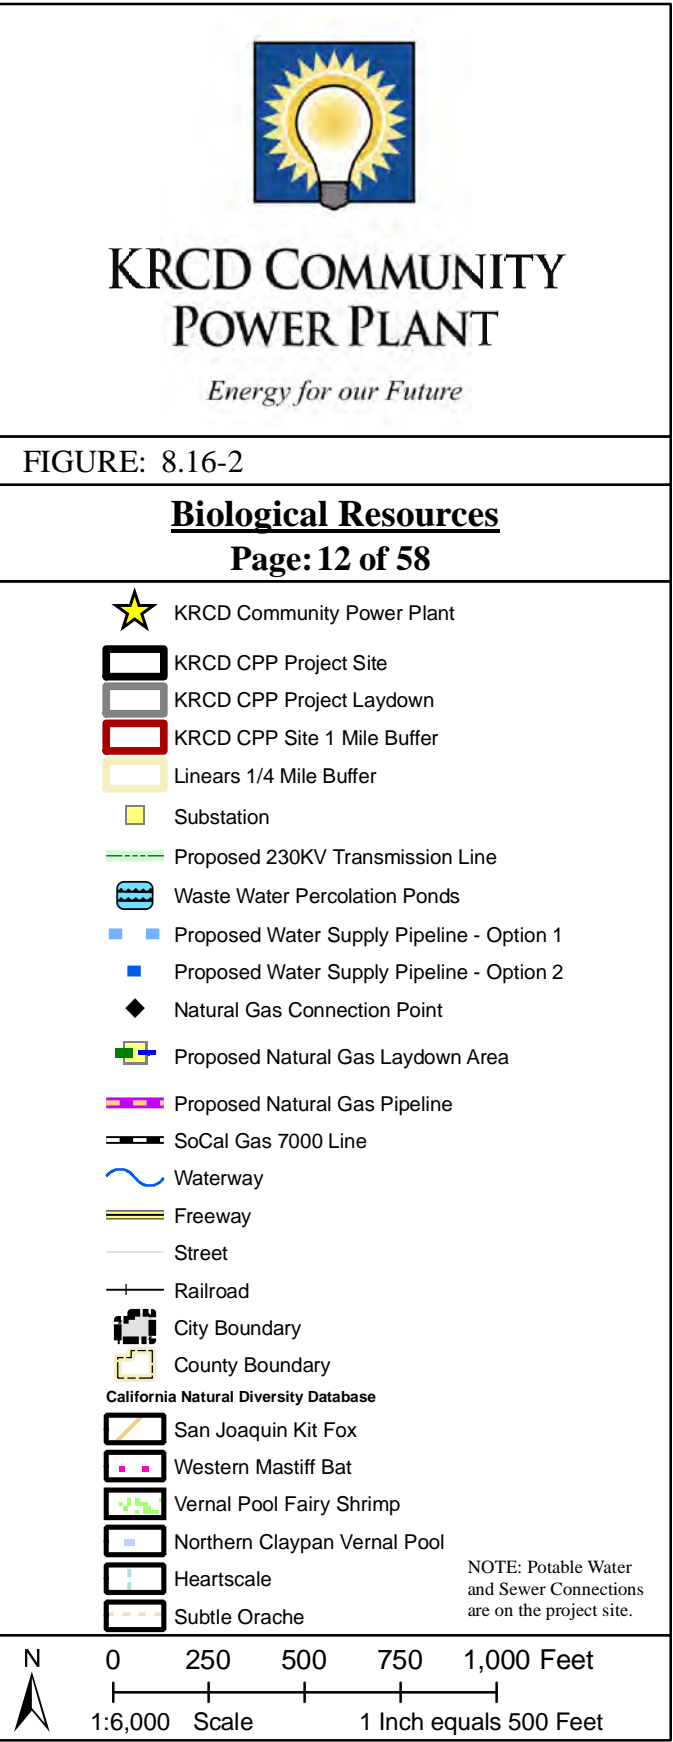 KRCD COMMUNITY
POWER PLANT
Energy for our Future
FIGURE: 8.16-2
Biological Resources
Page: 12 of 58
KRCD Community Power Plant
KRCD CPP Project Site
KRCD CPP Project Laydown
KRCD CPP Site 1 Mile Buffer
Linears 1/4 Mile Buffer
Substation
Proposed 230KV Transmission Line
Waste Water Percolation Ponds
Proposed Water Supply Pipeline - Option 1
Proposed Water Supply Pipeline - Option 2
Natural Gas Connection Point
Proposed Natural Gas Laydown Area
Proposed Natural Gas Pipeline
SoCal Gas 7000 Line
Waterway
Freeway
Street
Railroad
City Boundary
County Boundary
California Natural Diversity Database
San Joaquin Kit Fox
Western Mastiff Bat
Vernal Pool Fairy Shrimp
Northern Claypan Vernal Pool
Heartscale
Subtle Orache
NOTE: Potable Water
and Sewer Connections
are on the project site.
N
0 250 500 750 1,000 Feet
1:6,000 Scale 1 Inch equals 500 Feet